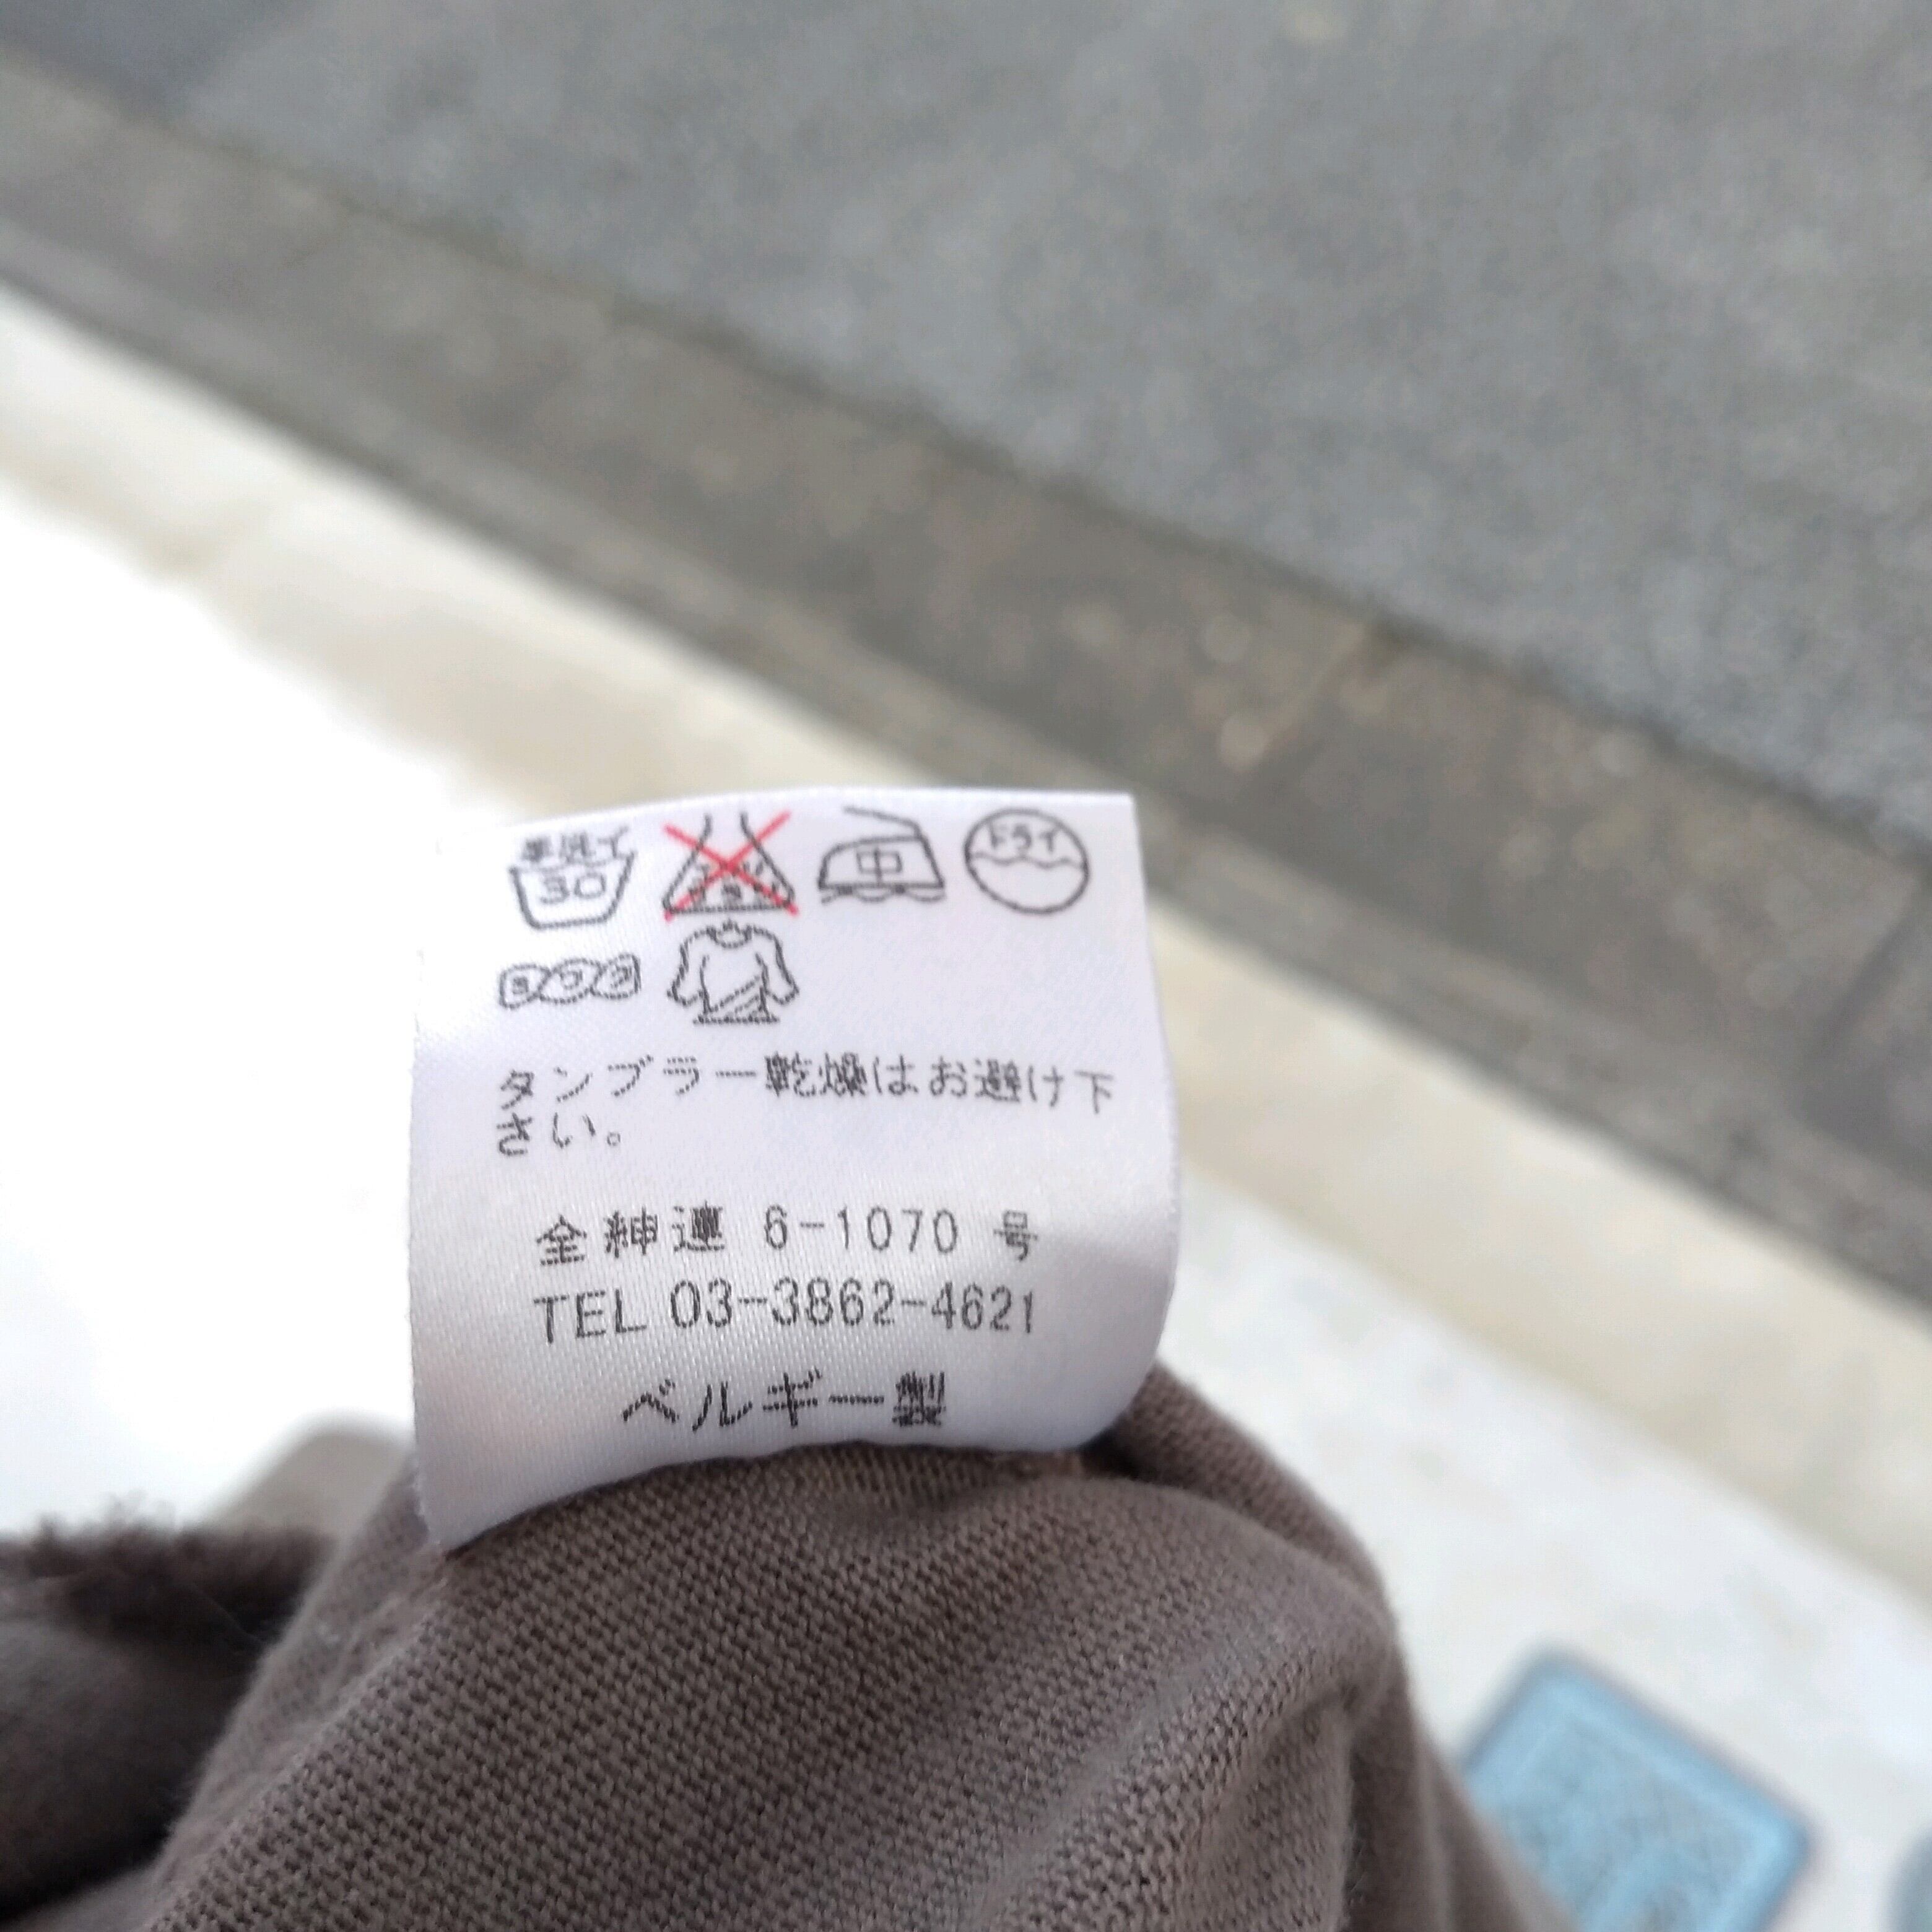 手洗イ 30 中 ドライ
タンブラー乾燥はお避け下
さい。
全紳連 6-1070 号
TEL 03-3862-4621
ベルギー製